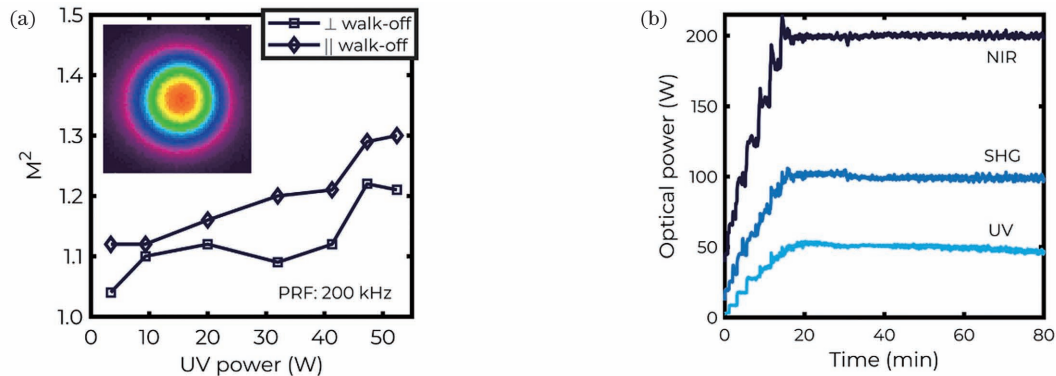 (a)
1.5
1.4
1.3
1.2
1.1
1.0
M²
⊥ walk-off
|| walk-off
PRF: 200 kHz
0 10 20 30 40 50
UV power (W)
(b)
200
150
100
50
0
Optical power (W)
NIR
SHG
UV
0 20 40 60 80
Time (min)